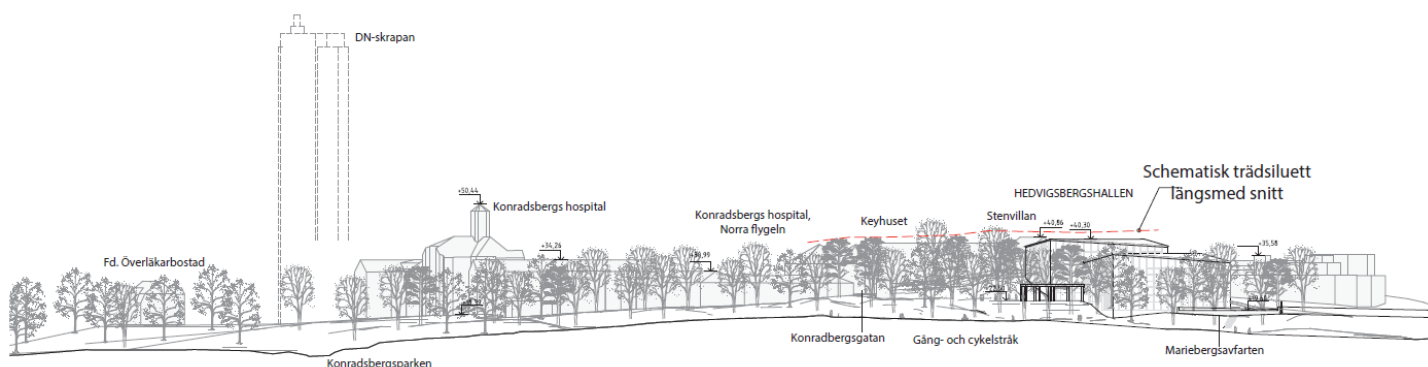 DN-skrapan
Schematisk trädsiluett
längsmed snitt
HEDVIGSBERGSHALLEN
+50,44
Konradsbergs hospital
Konradsbergs hospital,
Norra flygeln
Keyhuset
Stenvillan
+40,86
+40,30
+34,26
+35,58
Fd. Överläkarbostad
Konradbergsgatan
Gång- och cykelstråk
Mariebergsavfarten
Konradsbergsparken